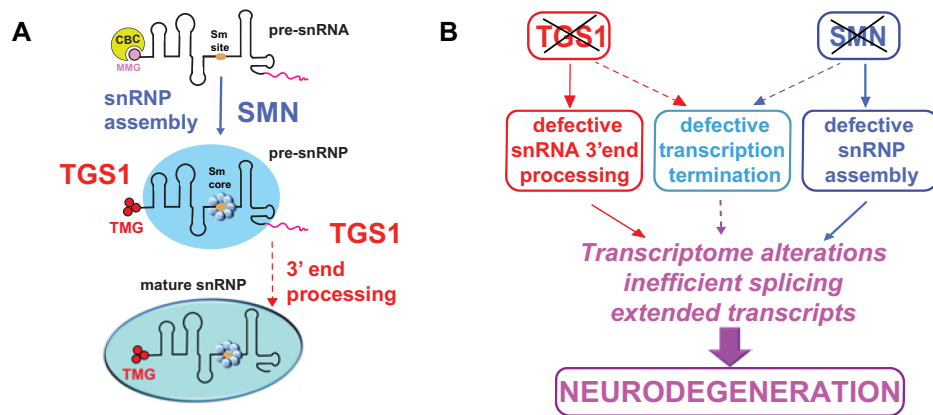 A
CBC
MMG
Sm
site
pre-snRNA
snRNP
assembly
SMN
pre-snRNP
TGS1
Sm
core
TMG
TGS1
3’ end
processing
mature snRNP
TMG
B
TGS1
SMN
defective
snRNA 3’end
processing
defective
transcription
termination
defective
snRNP
assembly
Transcriptome alterations
inefficient splicing
extended transcripts
NEURODEGENERATION